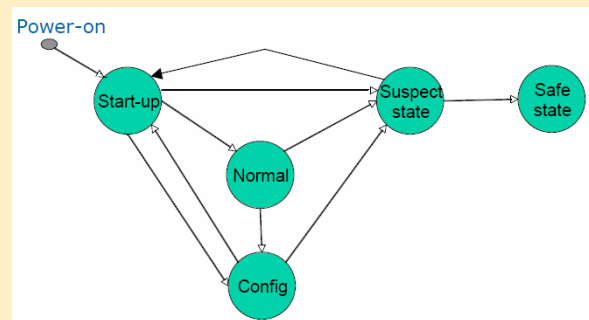 Power-on
Start-up
Suspect
state
Safe
state
Normal
Config